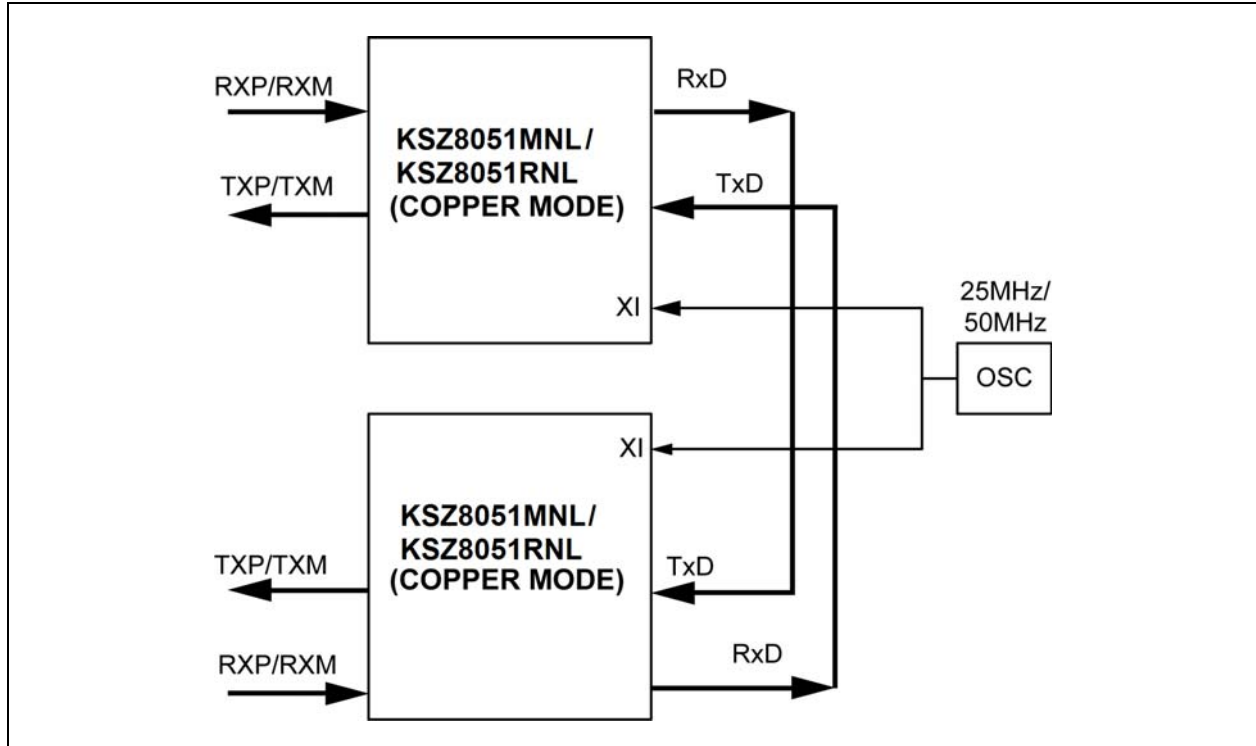 RXP/RXM
TXP/TXM
KSZ8051MNL/
KSZ8051RNL
(COPPER MODE)
RxD
TxD
XI
25MHz/
50MHz
OSC
XI
KSZ8051MNL/
KSZ8051RNL
(COPPER MODE)
TXP/TXM
RXP/RXM
TxD
RxD